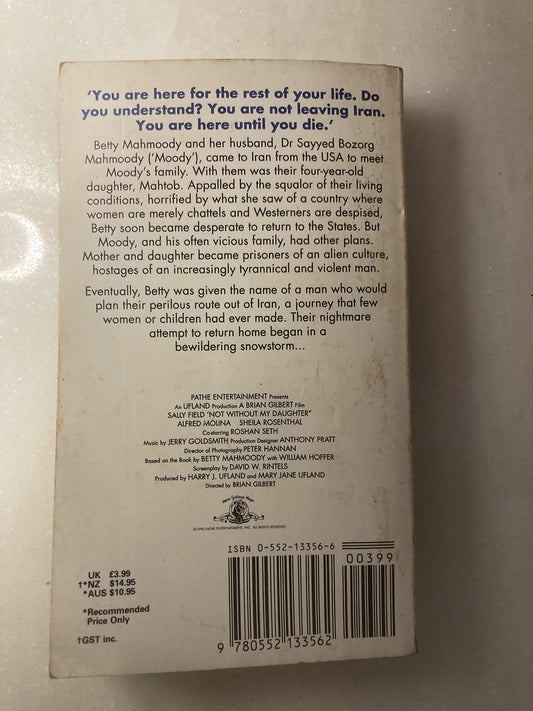 ‘You are here for the rest of your life. Do
you understand? You are not leaving Iran.
You are here until you die.’
Betty Mahmoody and her husband, Dr Sayyed Bozorg
Mahmoody (‘Moody’), came to Iran from the USA to meet
Moody’s family. With them was their four-year-old
daughter, Mahtob. Appalled by the squalor of their living
conditions, horrified by what she saw of a country where
women are merely chattels and Westerners are despised,
Betty soon became desperate to return to the States. But
Moody, and his often vicious family, had other plans.
Mother and daughter became prisoners of an alien culture,
hostages of an increasingly tyrannical and violent man.
Eventually, Betty was given the name of a man who would
plan their perilous route out of Iran, a journey that few
women or children had ever made. Their nightmare
attempt to return home began in a
bewildering snowstorm...
PATHE ENTERTAINMENT Presents
An UFLAND Production A BRIAN GILBERT Film
SALLY FIELD ‘NOT WITHOUT MY DAUGHTER”
ALFRED MOLINA SHEILA ROSENTHAL
Co-starring ROSHAN SETH
Music by JERRY GOLDSMITH Production Designer ANTHONY PRATT
Director of Photography PETER HANNAN
Based on the Book by BETTY MAHMOODY with WILLIAM HOFFER
Screenplay by DAVID W. RINTELS
Produced by HARRY J. UFLAND and MARY JANE UFLAND
Directed by BRIAN GILBERT
Metro Goldwyn Mayer
©1990 PATHE ENTERTAINMENT, INC. ALL RIGHTS RESERVED.
ISBN 0-552-13356-6
00399
UK £3.99
†*NZ $14.95
*AUS $10.95
*Recommended
Price Only
†GST inc.
9 780552 133562